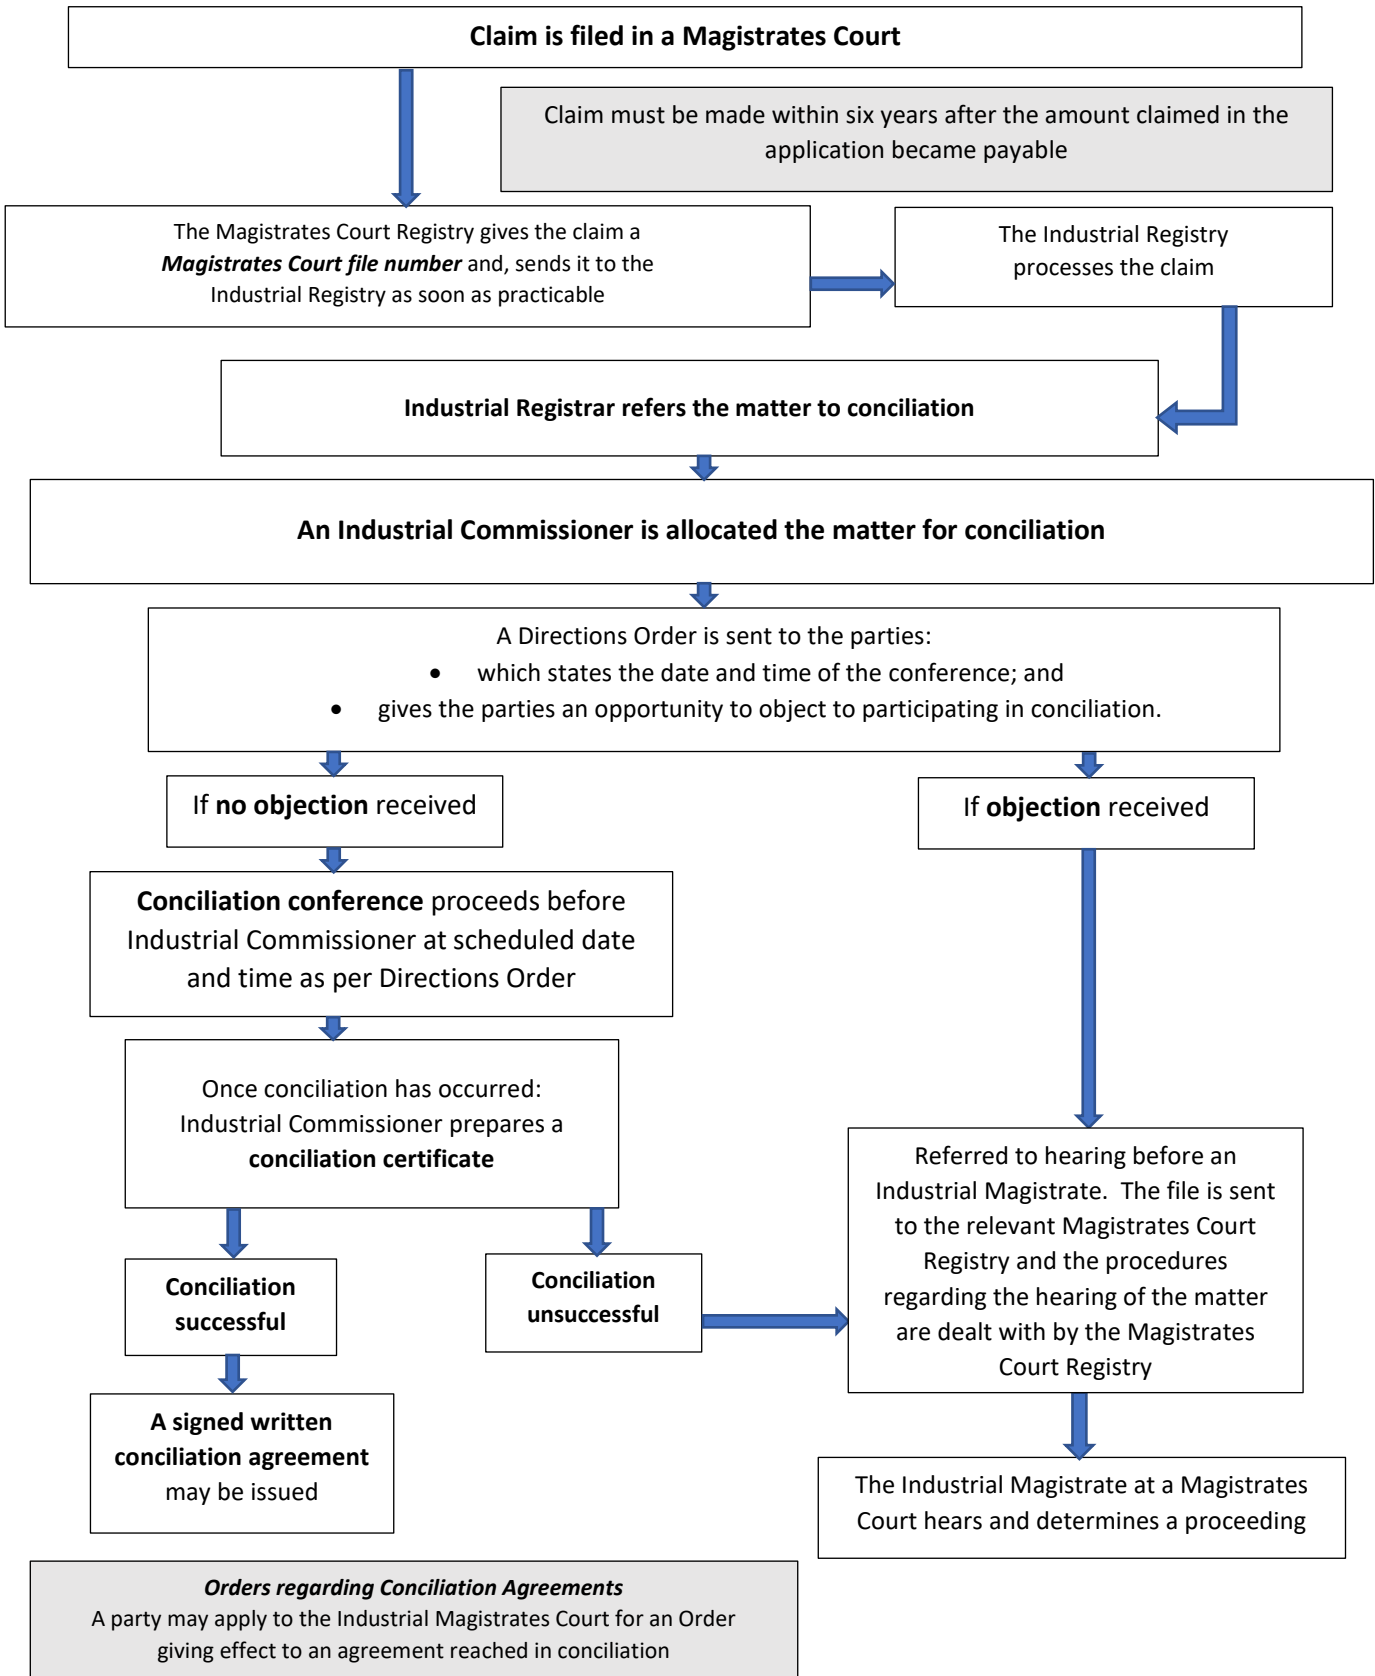 Claim is filed in a Magistrates Court
Claim must be made within six years after the amount claimed in the
application became payable
The Magistrates Court Registry gives the claim a
Magistrates Court file number and, sends it to the
Industrial Registry as soon as practicable
The Industrial Registry
processes the claim
Industrial Registrar refers the matter to conciliation
An Industrial Commissioner is allocated the matter for conciliation
A Directions Order is sent to the parties:
• which states the date and time of the conference; and
• gives the parties an opportunity to object to participating in conciliation.
If no objection received
If objection received
Conciliation conference proceeds before
Industrial Commissioner at scheduled date
and time as per Directions Order
Once conciliation has occurred:
Industrial Commissioner prepares a
conciliation certificate
Referred to hearing before an
Industrial Magistrate.  The file is sent
to the relevant Magistrates Court
Registry and the procedures
regarding the hearing of the matter
are dealt with by the Magistrates
Court Registry
Conciliation
successful
Conciliation
unsuccessful
A signed written
conciliation agreement
may be issued
The Industrial Magistrate at a Magistrates
Court hears and determines a proceeding
Orders regarding Conciliation Agreements
A party may apply to the Industrial Magistrates Court for an Order
giving effect to an agreement reached in conciliation